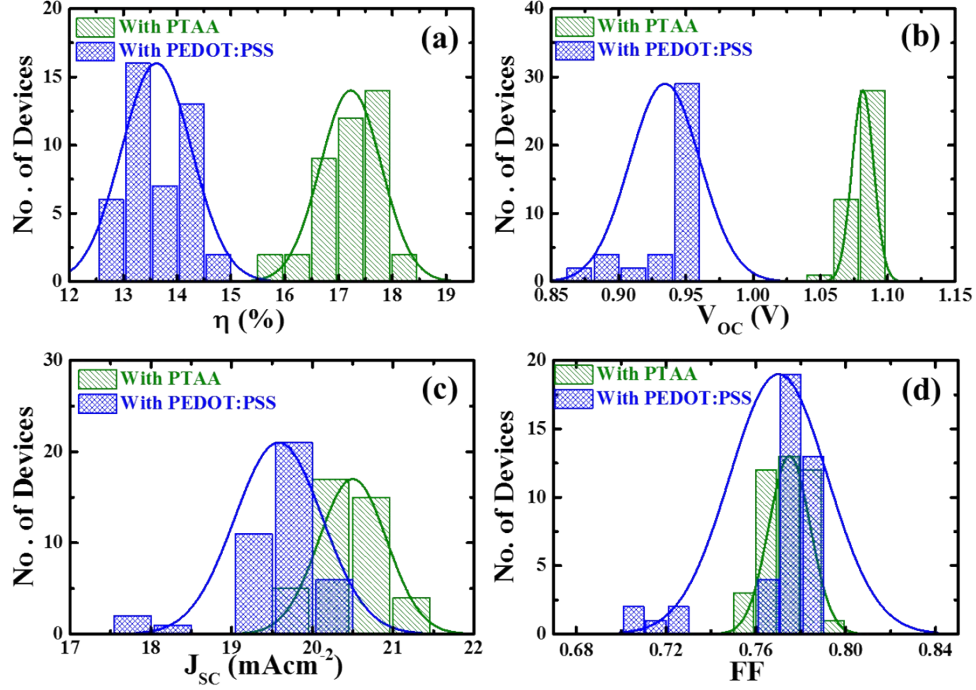 20
15
10
5
0
No . of Devices
With PTAA
With PEDOT:PSS
(a)
12 13 14 15 16 17 18 19
η (%)
40
30
20
10
0
No. of Devices
With PTAA
With PEDOT:PSS
(b)
0.85 0.90 0.95 1.00 1.05 1.10 1.15
VOC (V)
30
20
10
0
No. of Devices
With PTAA
With PEDOT:PSS
(c)
17 18 19 20 21 22
JSC (mAcm-2)
20
15
10
5
0
No. of Devices
With PTAA
With PEDOT:PSS
(d)
0.68 0.72 0.76 0.80 0.84
FF